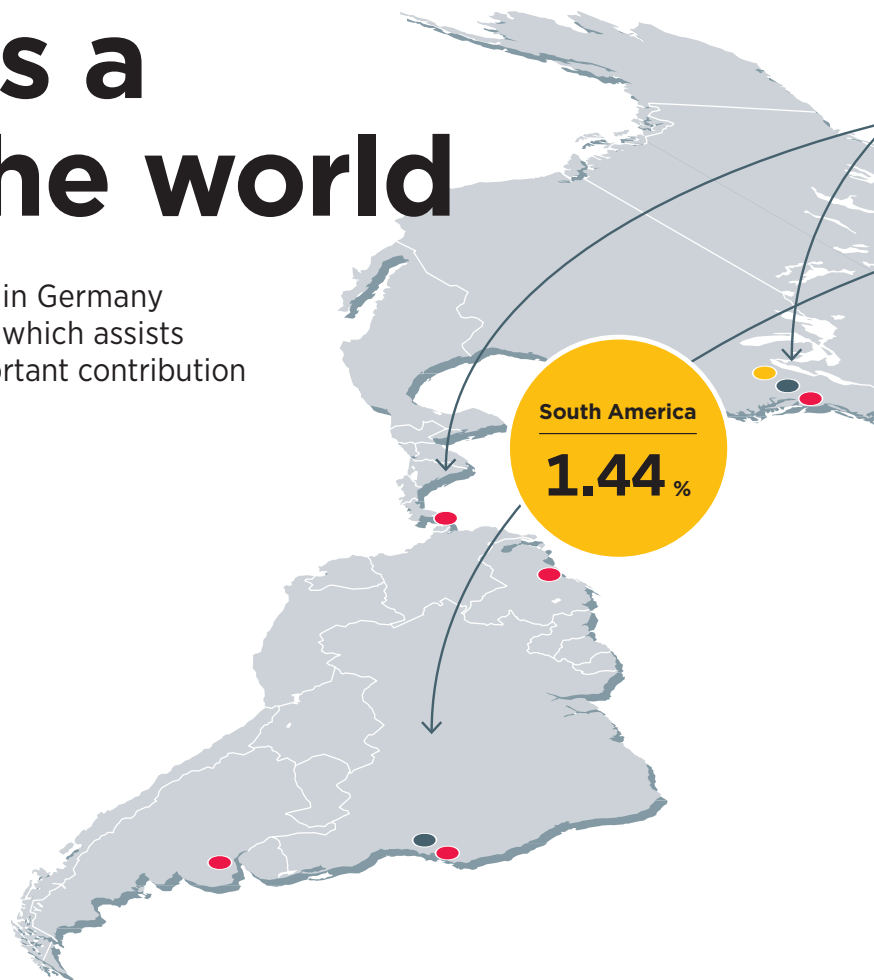 s a
he world
in Germany
which assists
ortant contribution
South America
1.44 %